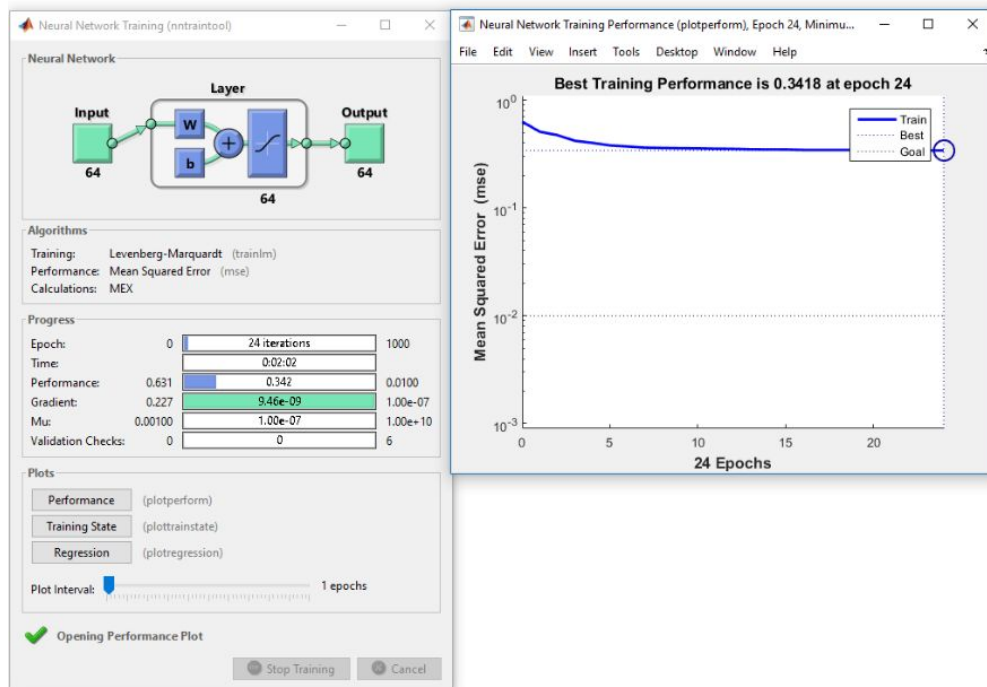 Neural Network Training (nntraintool)
Neural Network
Layer
Input
W
b
+
Output
64
64
64
Algorithms
Training: Levenberg-Marquardt (trainlm)
Performance: Mean Squared Error (mse)
Calculations: MEX
Progress
Epoch: 0 24 iterations 1000
Time: 0:02:02
Performance: 0.631 0.342 0.0100
Gradient: 0.227 9.46e-09 1.00e-07
Mu: 0.00100 1.00e-07 1.00e+10
Validation Checks: 0 0 6
Plots
Performance (plotperform)
Training State (plottrainstate)
Regression (plotregression)
Plot Interval: 1 epochs
Opening Performance Plot
Stop Training Cancel
Neural Network Training Performance (plotperform), Epoch 24, Minimu...
File Edit View Insert Tools Desktop Window Help
Best Training Performance is 0.3418 at epoch 24
10^0
Train
Best
Goal
10^-1
Mean Squared Error (mse)
10^-2
10^-3
0 5 10 15 20
24 Epochs